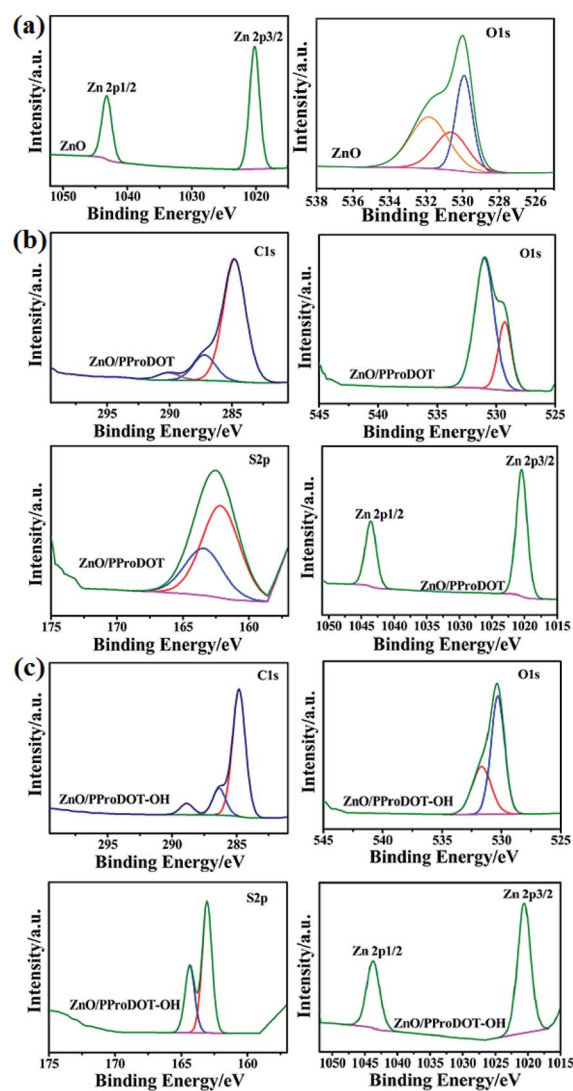 (a)
Intensity/a.u.
Zn 2p3/2
Zn 2p1/2
ZnO
1050 1040 1030 1020
Binding Energy/eV
Intensity/a.u.
O1s
ZnO
538 536 534 532 530 528 526
Binding Energy/eV
(b)
Intensity/a.u.
C1s
ZnO/PProDOT
295 290 285
Binding Energy/eV
Intensity/a.u.
O1s
ZnO/PProDOT
545 540 535 530 525
Binding Energy/eV
Intensity/a.u.
S2p
ZnO/PProDOT
175 170 165 160
Binding Energy/eV
Intensity/a.u.
Zn 2p3/2
Zn 2p1/2
ZnO/PProDOT
1050 1045 1040 1035 1030 1025 1020 1015
Binding Energy/eV
(c)
Intensity/a.u.
C1s
ZnO/PProDOT-OH
295 290 285
Binding Energy/eV
Intensity/a.u.
O1s
ZnO/PProDOT-OH
545 540 535 530 525
Binding Energy/eV
Intensity/a.u.
S2p
ZnO/PProDOT-OH
175 170 165 160
Binding Energy/eV
Intensity/a.u.
Zn 2p3/2
Zn 2p1/2
ZnO/PProDOT-OH
1050 1045 1040 1035 1030 1025 1020 1015
Binding Energy/eV